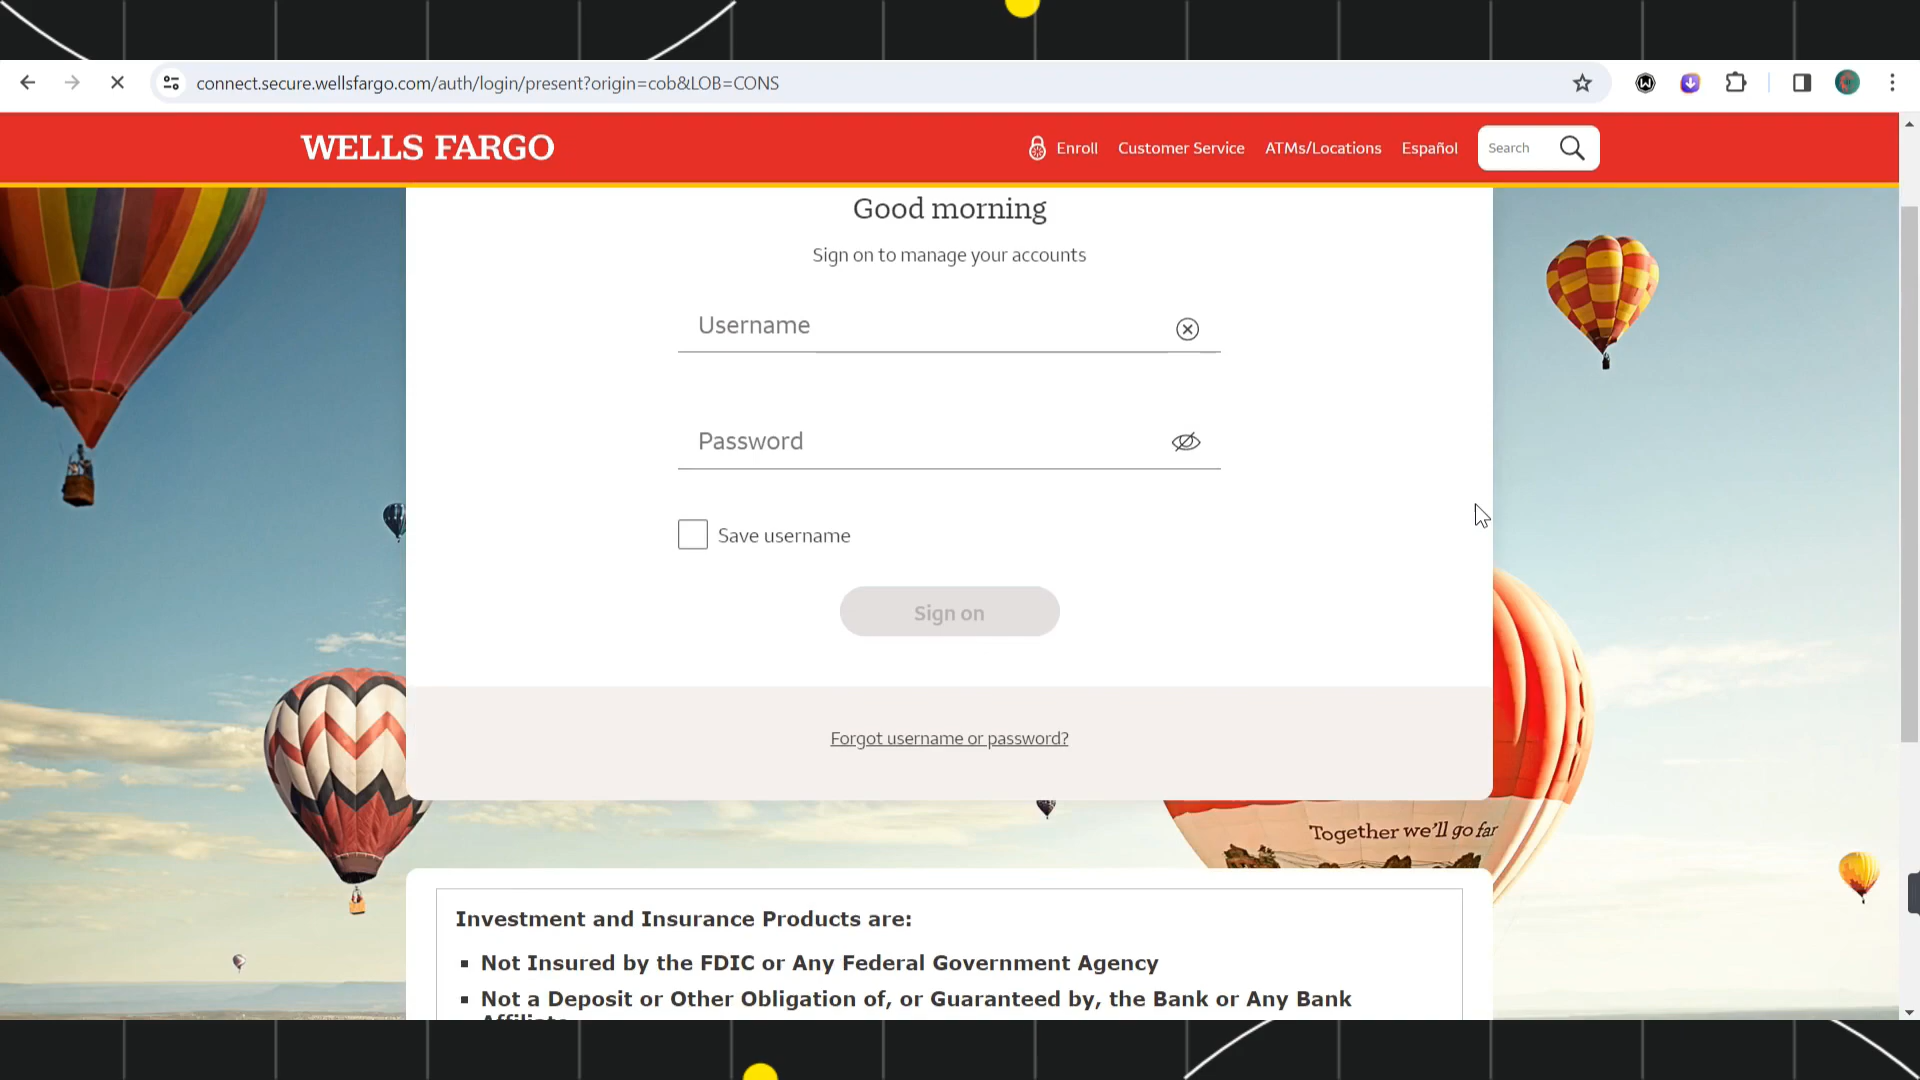 connect.secure.wellsfargo.com/auth/login/present?origin=cob&LOB=CONS
WELLS FARGO
Enroll
Customer Service
ATMs/Locations
Español
Search
Good morning
Sign on to manage your accounts
Username
Password
Save username
Sign on
Forgot username or password?
Together we'll go far
Investment and Insurance Products are:
Not Insured by the FDIC or Any Federal Government Agency
Not a Deposit or Other Obligation of, or Guaranteed by, the Bank or Any Bank